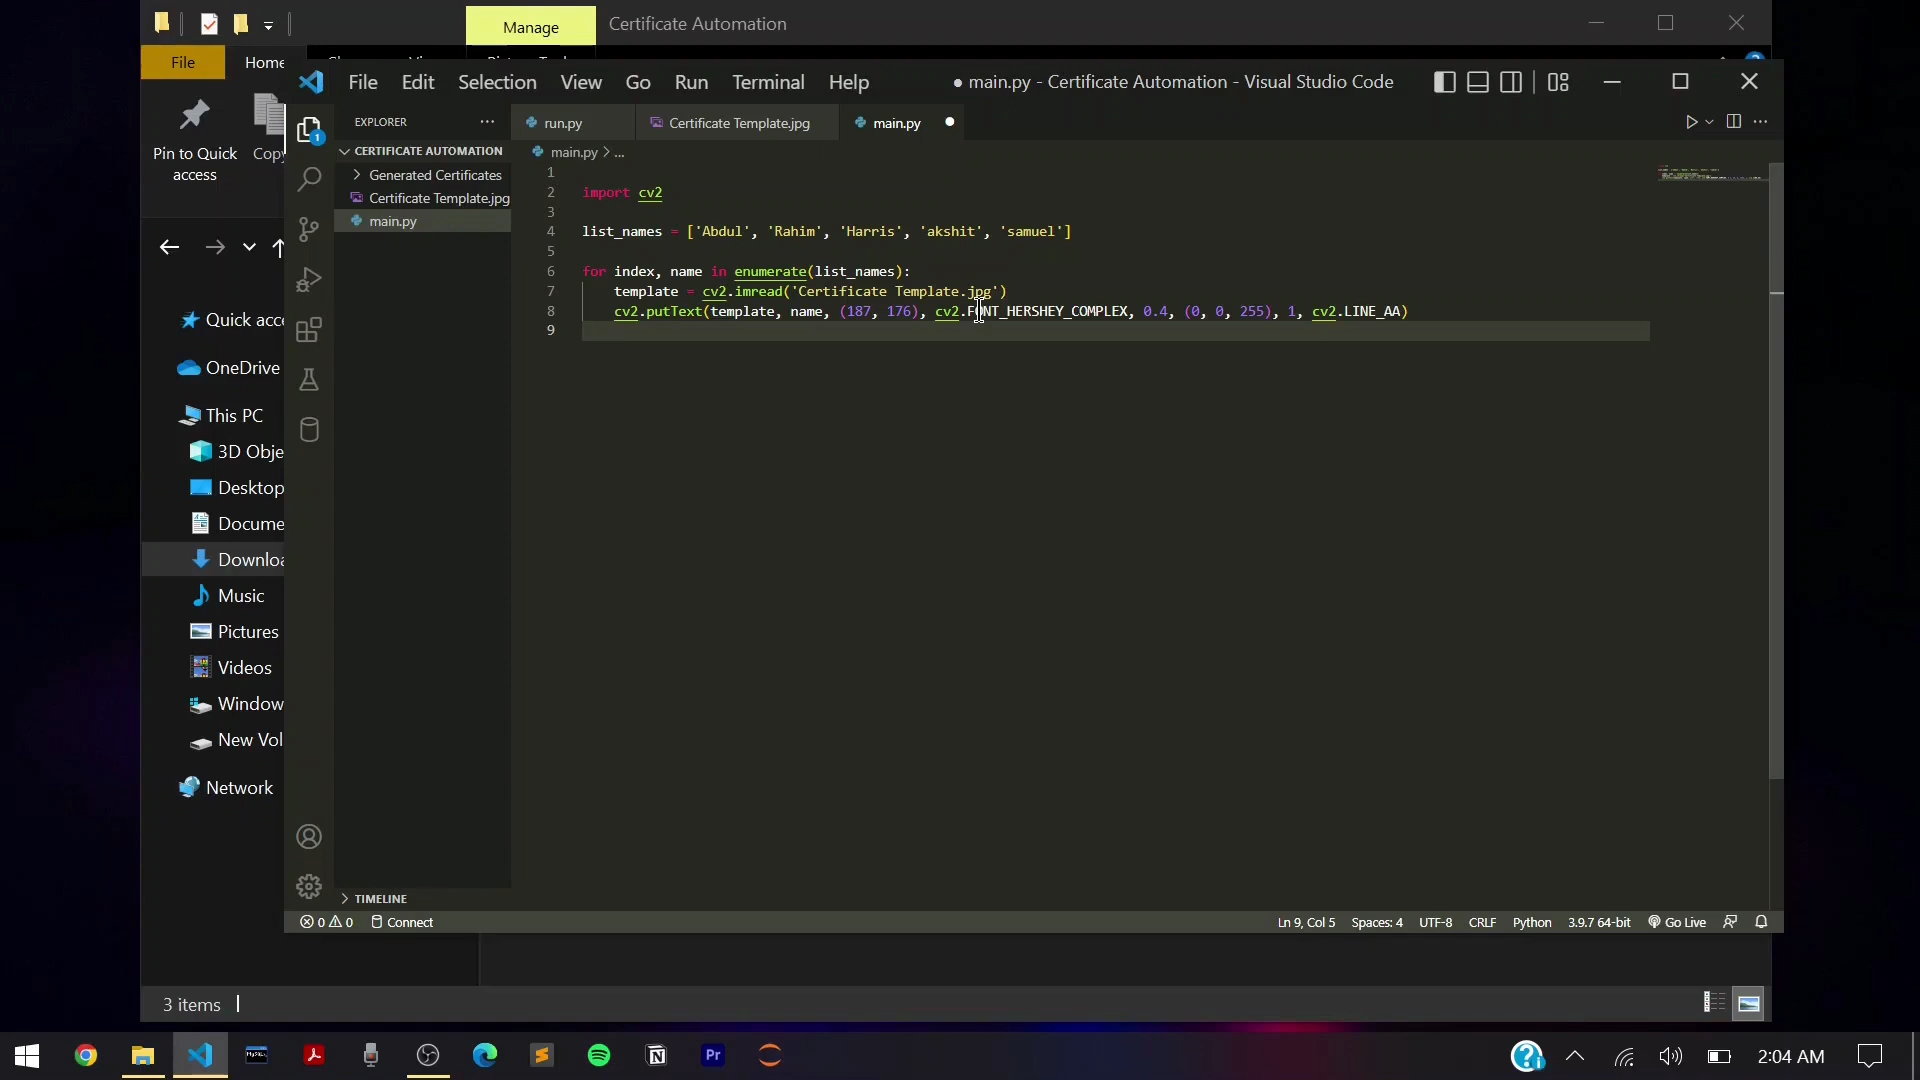 Manage
Certificate Automation
File
Home
File Edit Selection View Go Run Terminal Help
● main.py - Certificate Automation - Visual Studio Code
Pin to Quick access
Copy
EXPLORER
run.py
Certificate Template.jpg
main.py
CERTIFICATE AUTOMATION
Generated Certificates
Certificate Template.jpg
main.py
main.py > ...
1
2 import cv2
3
4 list_names = ['Abdul', 'Rahim', 'Harris', 'akshit', 'samuel']
5
6 for index, name in enumerate(list_names):
7 template = cv2.imread('Certificate Template.jpg')
8 cv2.putText(template, name, (187, 176), cv2.FONT_HERSHEY_COMPLEX, 0.4, (0, 0, 255), 1, cv2.LINE_AA)
9
Quick acce
OneDrive
This PC
3D Obje
Desktop
Docume
Downloa
Music
Pictures
Videos
Window
New Vol
Network
TIMELINE
0 0 Connect
Ln 9, Col 5 Spaces: 4 UTF-8 CRLF Python 3.9.7 64-bit Go Live
3 items
2:04 AM